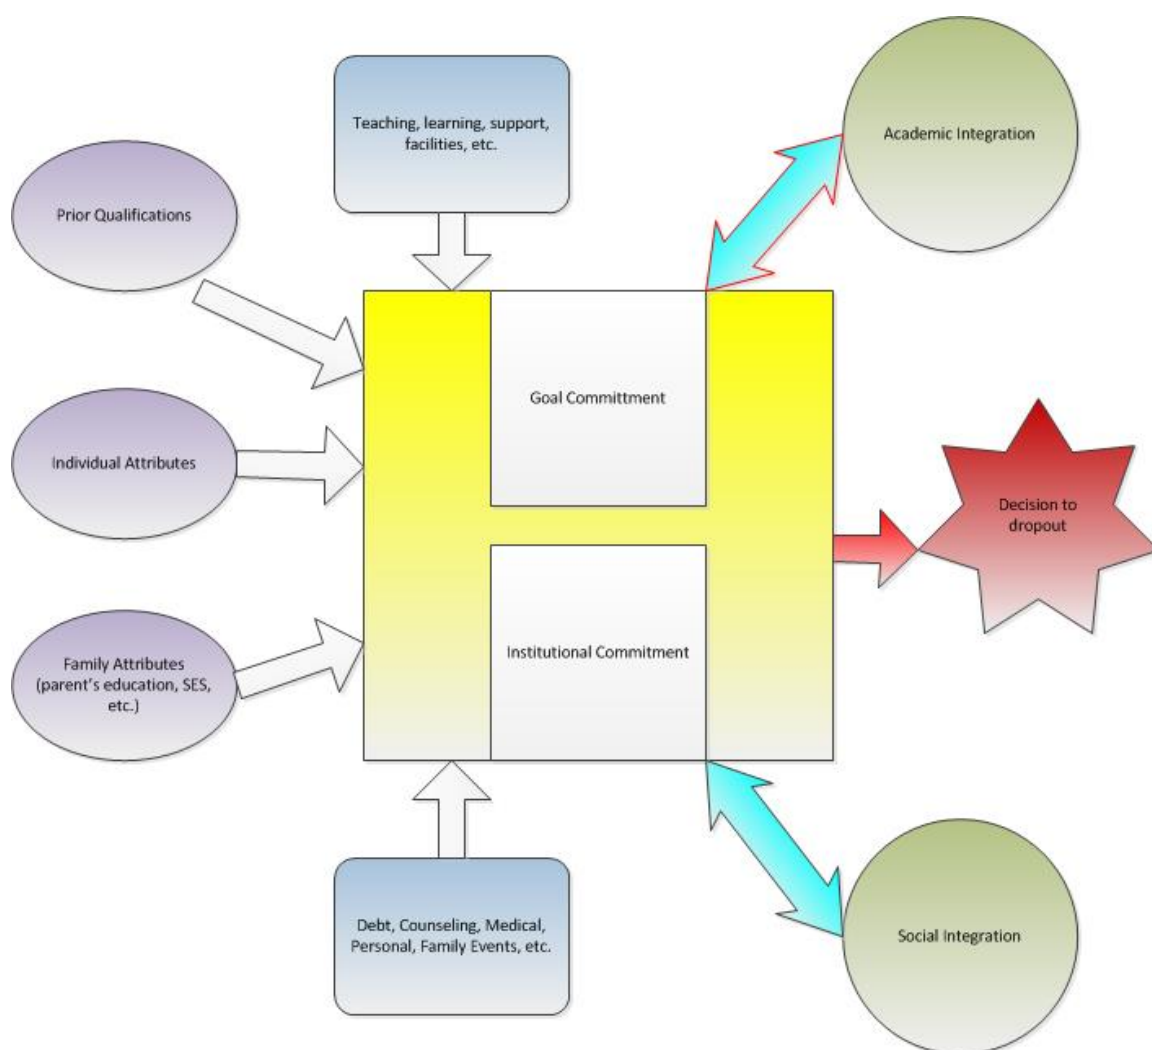 Teaching, learning, support,
facilities, etc.
Academic Integration
Prior Qualifications
Goal Committment
Individual Attributes
Decision to
dropout
Institutional Commitment
Family Attributes
(parent's education, SES,
etc.)
Debt, Counseling, Medical,
Personal, Family Events, etc.
Social Integration